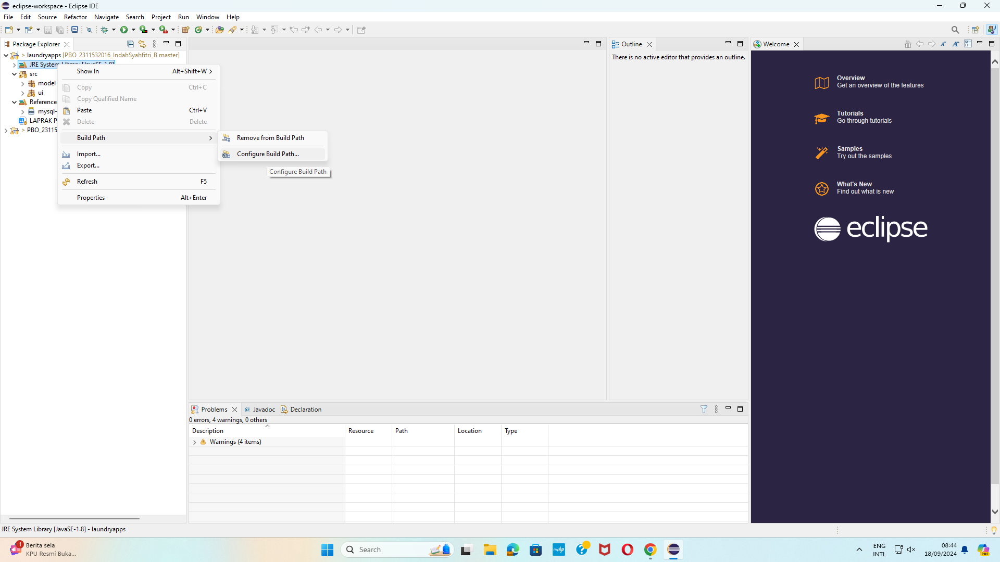 eclipse-workspace - Eclipse IDE
File Edit Source Refactor Navigate Search Project Run Window Help
Package Explorer
> laundryapps [PBO_2311532016_IndahSyahfitri_B master]
JRE System Library [JavaSE-1.8]
src
model
ui
Reference
mysql-
LAPRAK P
> PBO_23115
Show In Alt+Shift+W >
Copy Ctrl+C
Copy Qualified Name
Paste Ctrl+V
Delete Delete
Build Path
Import...
Export...
Refresh F5
Properties Alt+Enter
Remove from Build Path
Configure Build Path...
Configure Build Path
Outline
There is no active editor that provides an outline.
Welcome
Overview
Get an overview of the features
Tutorials
Go through tutorials
Samples
Try out the samples
What's New
Find out what is new
eclipse
Problems @ Javadoc Declaration
0 errors, 4 warnings, 0 others
Description Resource Path Location Type
Warnings (4 items)
JRE System Library [JavaSE-1.8] - laundryapps
1
Berita sela
KPU Resmi Buka...
Search
myhp
ENG
INTL
08:44
18/09/2024
PRE